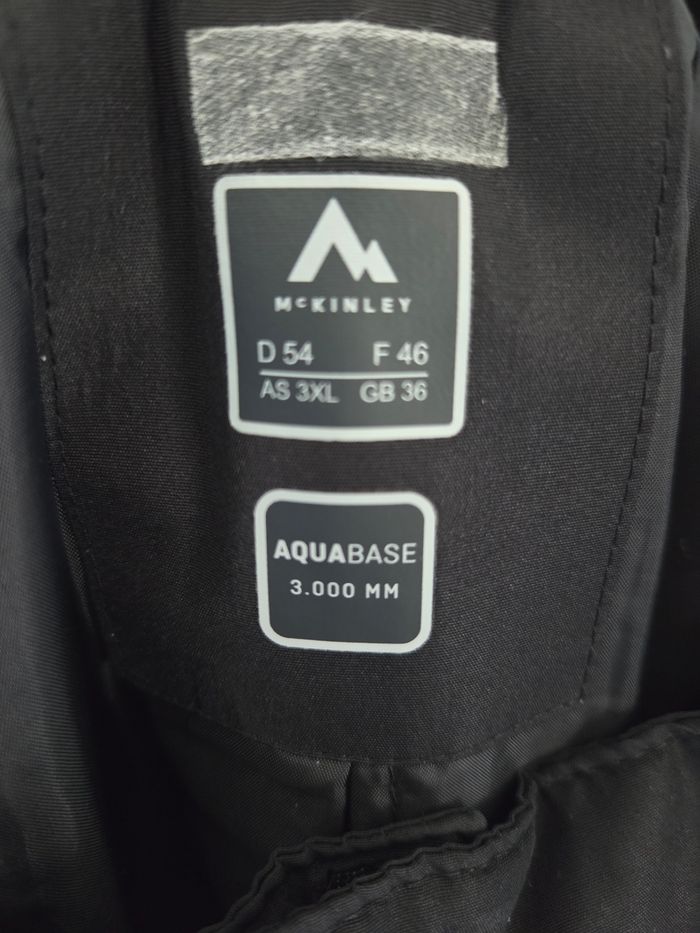 McKINLEY
D 54 F 46
AS 3XL GB 36
AQUABASE
3.000 MM